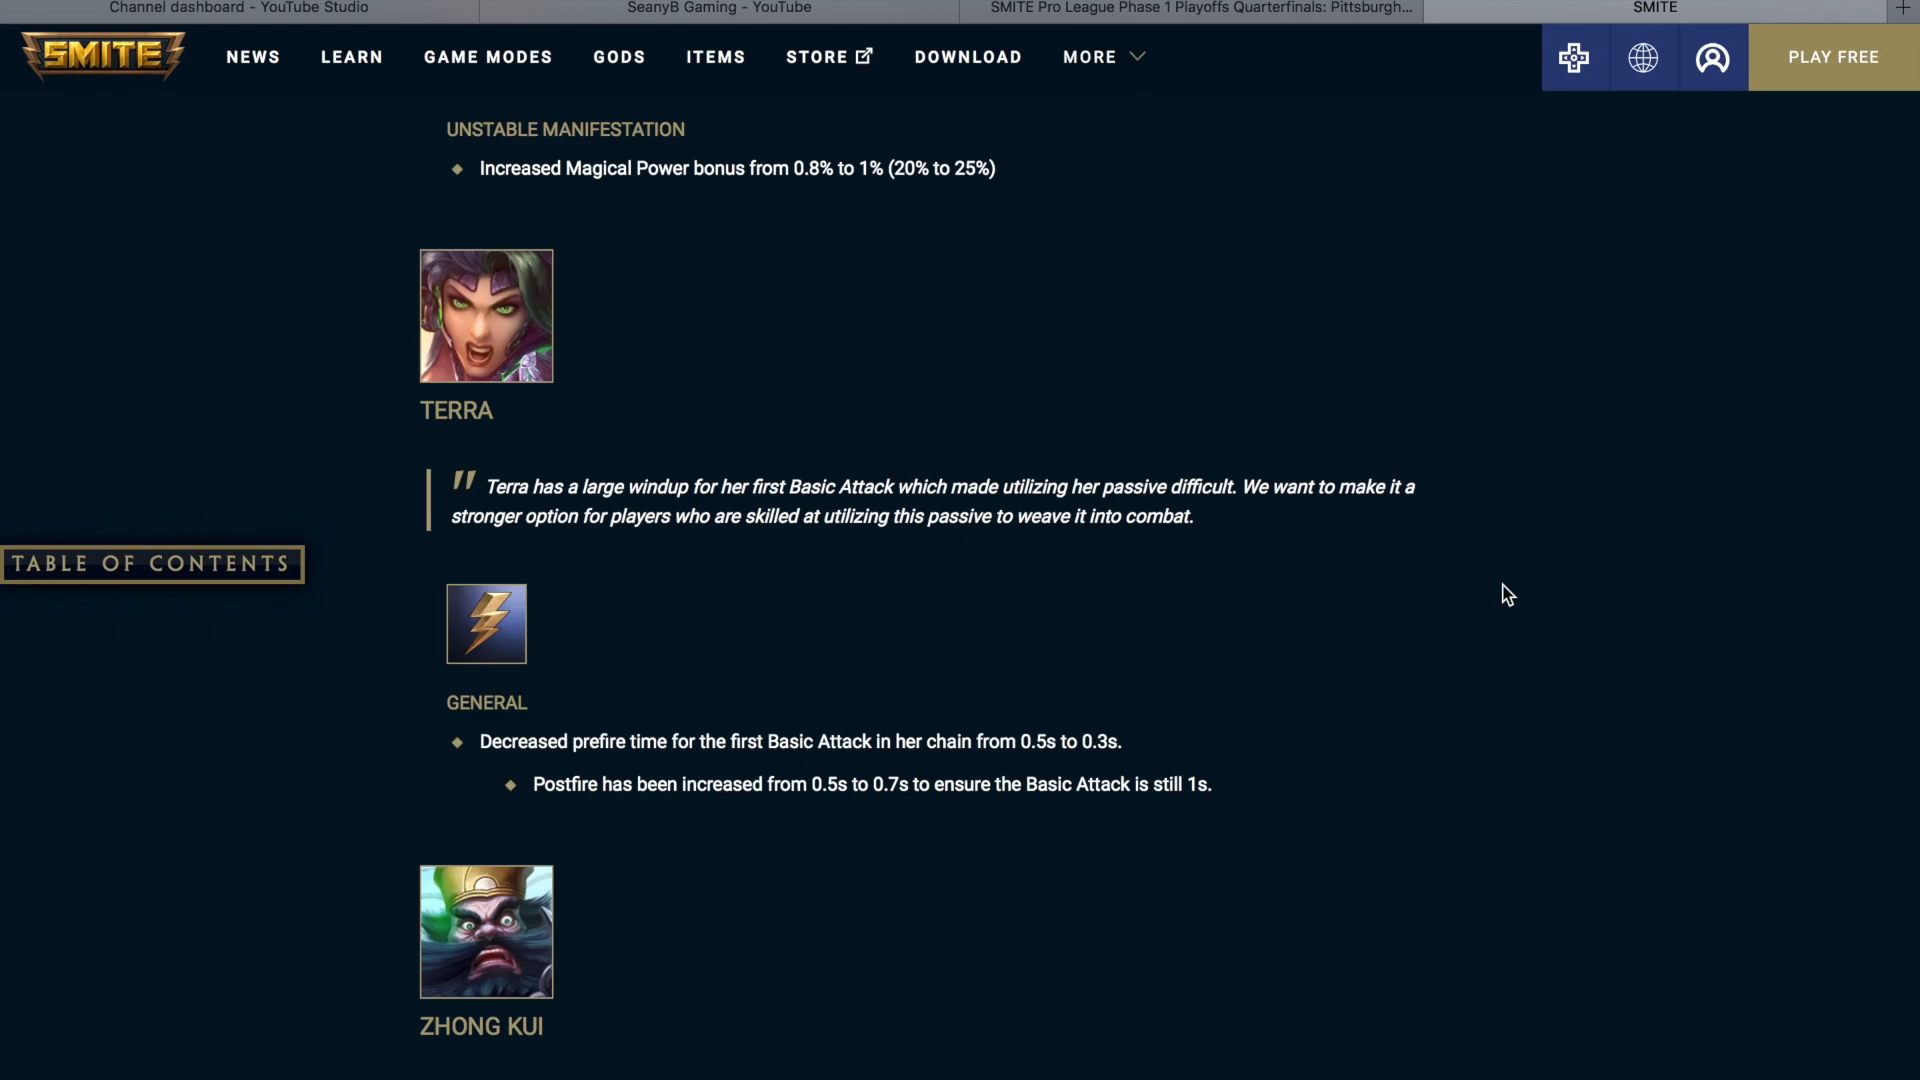 Channel dashboard - YouTube Studio
SeanyB Gaming - YouTube
SMITE Pro League Phase 1 Playoffs Quarterfinals: Pittsburgh...
SMITE
SMITE
NEWS
LEARN
GAME MODES
GODS
ITEMS
STORE
DOWNLOAD
MORE
PLAY FREE
UNSTABLE MANIFESTATION
Increased Magical Power bonus from 0.8% to 1% (20% to 25%)
TERRA
" Terra has a large windup for her first Basic Attack which made utilizing her passive difficult. We want to make it a
stronger option for players who are skilled at utilizing this passive to weave it into combat.
TABLE OF CONTENTS
GENERAL
Decreased prefire time for the first Basic Attack in her chain from 0.5s to 0.3s.
Postfire has been increased from 0.5s to 0.7s to ensure the Basic Attack is still 1s.
ZHONG KUI